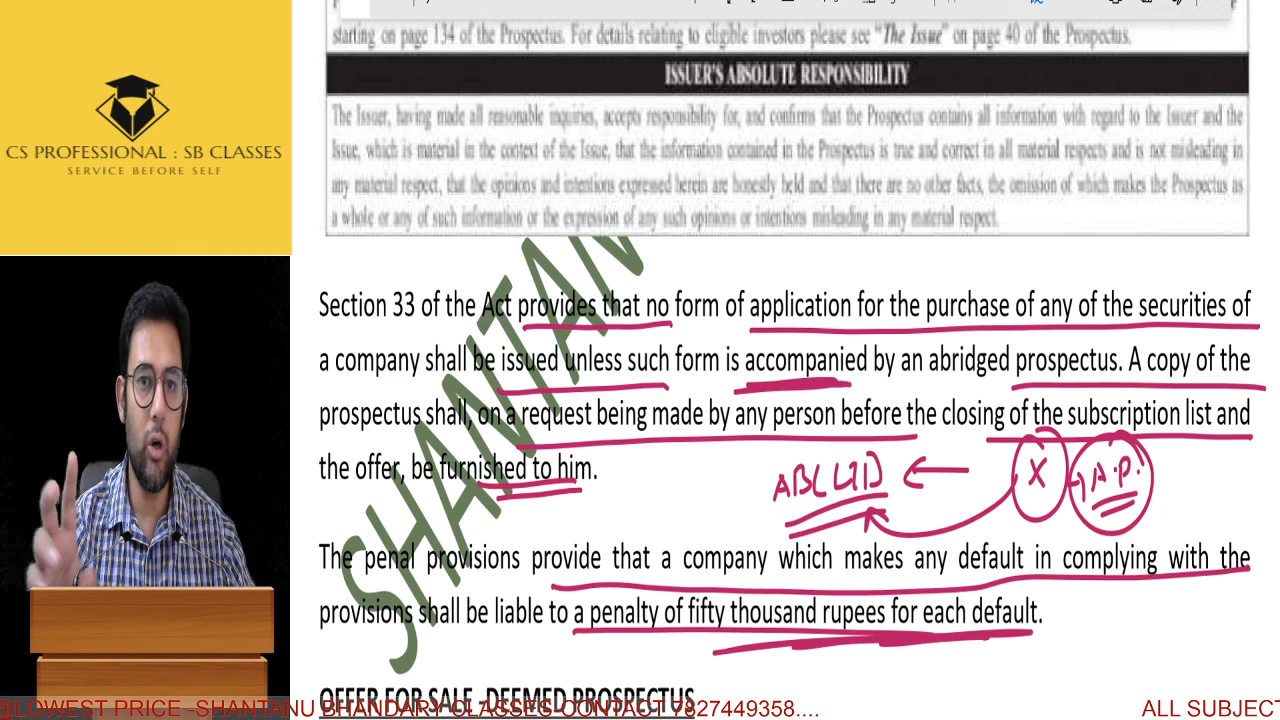 starting on page 134 of the Prospectus. For details relating to eligible investors please see "The Issue" on page 40 of the Prospectus.
ISSUER'S ABSOLUTE RESPONSIBILITY
The Issuer, having made all reasonable inquiries, accepts responsibility for, and confirms that the Prospectus contains all information with regard to the Issuer and the
Issue, which is material in the context of the Issue, that the information contained in the Prospectus is true and correct in all material respects and is not misleading in
any material respect, that the opinions and intentions expressed herein are honestly held and that there are no other facts, the omission of which makes the Prospectus as
a whole or any of such information or the expression of any such opinions or intentions misleading in any material respect.
CS PROFESSIONAL : SB CLASSES
SERVICE BEFORE SELF
SHANTAN
Section 33 of the Act provides that no form of application for the purchase of any of the securities of
a company shall be issued unless such form is accompanied by an abridged prospectus. A copy of the
prospectus shall, on a request being made by any person before the closing of the subscription list and
the offer, be furnished to him.
X A.P.
The penal provisions provide that a company which makes any default in complying with the
provisions shall be liable to a penalty of fifty thousand rupees for each default.
OFFER FOR SALE -DEEMED PROSPECTUS
@LOWEST PRICE -SHANTANU BHANDARY CLASSES-CONTACT 7827449358.... ALL SUBJEC